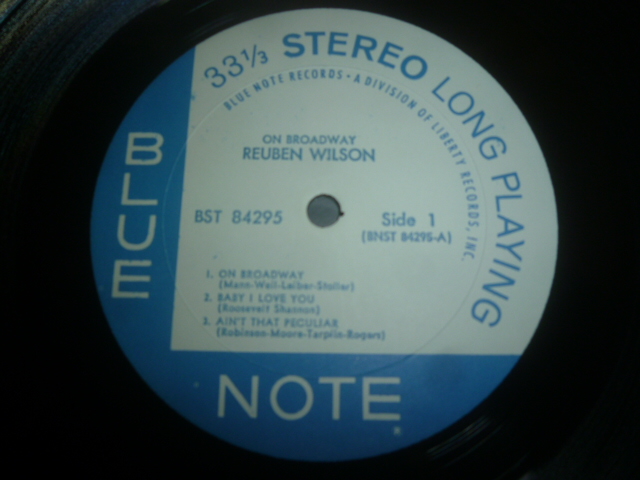 33⅓ STEREO LONG PLAYING
BLUE NOTE RECORDS • A DIVISION OF LIBERTY RECORDS, INC.
ON BROADWAY
REUBEN WILSON
BST 84295
Side 1
(BNST 84295-A)
1. ON BROADWAY
(Mann-Weil-Leiber-Stoller)
2. BABY I LOVE YOU
(Roosevelt Shannon)
3. AIN'T THAT PECULIAR
(Robinson-Moore-Tarplin-Rogers)
BLUE
NOTE